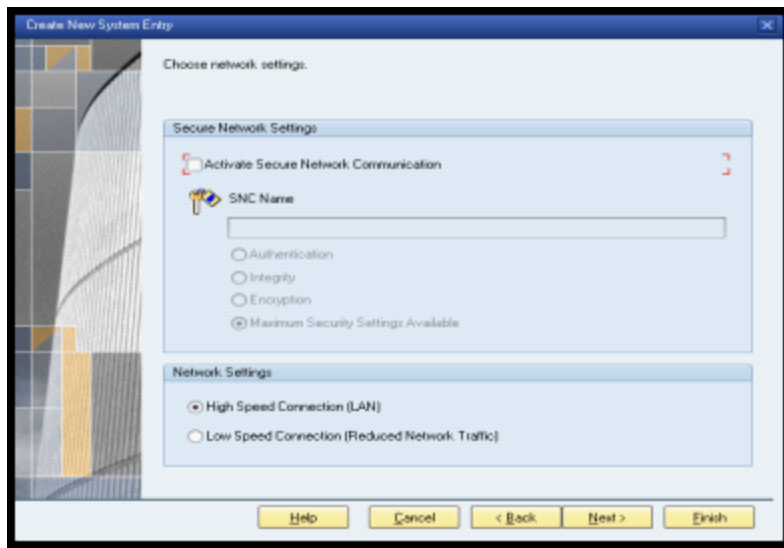 Create New System Entry
Choose network settings.
Secure Network Settings
Activate Secure Network Communication
SNC Name
Authentication
Integrity
Encryption
Maximum Security Settings Available
Network Settings
High Speed Connection (LAN)
Low Speed Connection (Reduced Network Traffic)
Help Cancel < Back Next > Finish